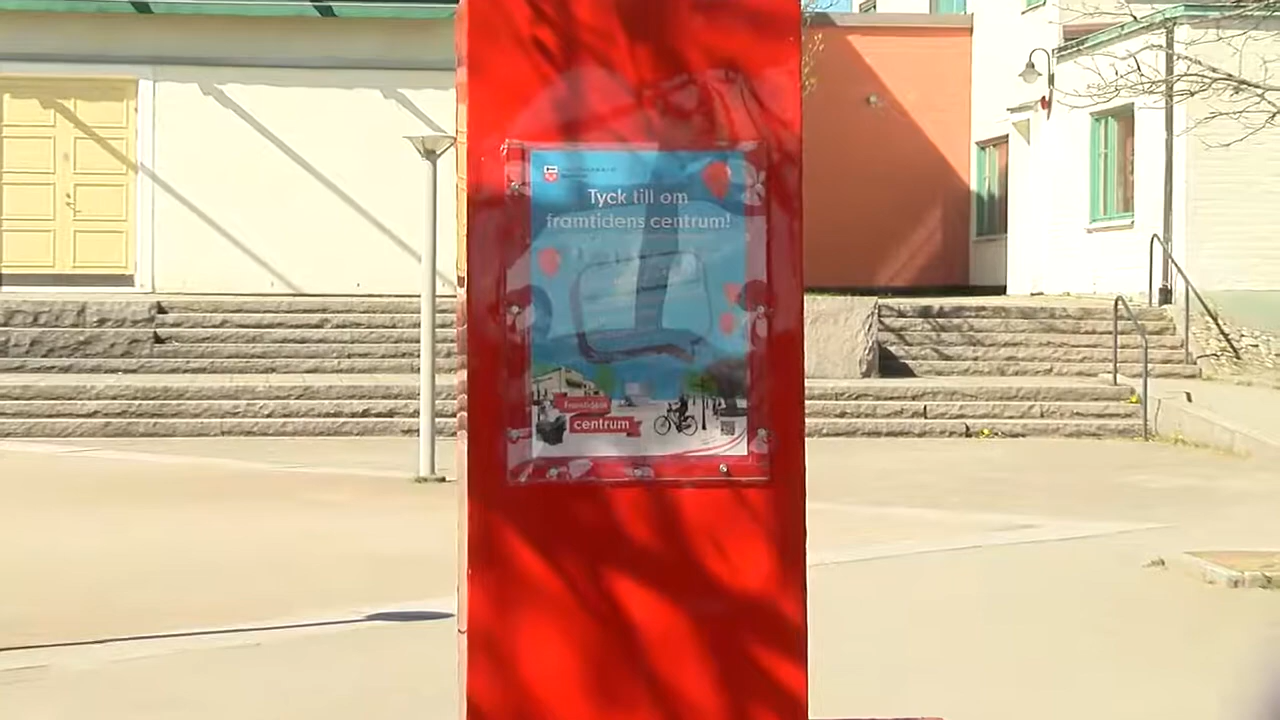 Tyck till om
framtidens centrum!
Framtidens
centrum